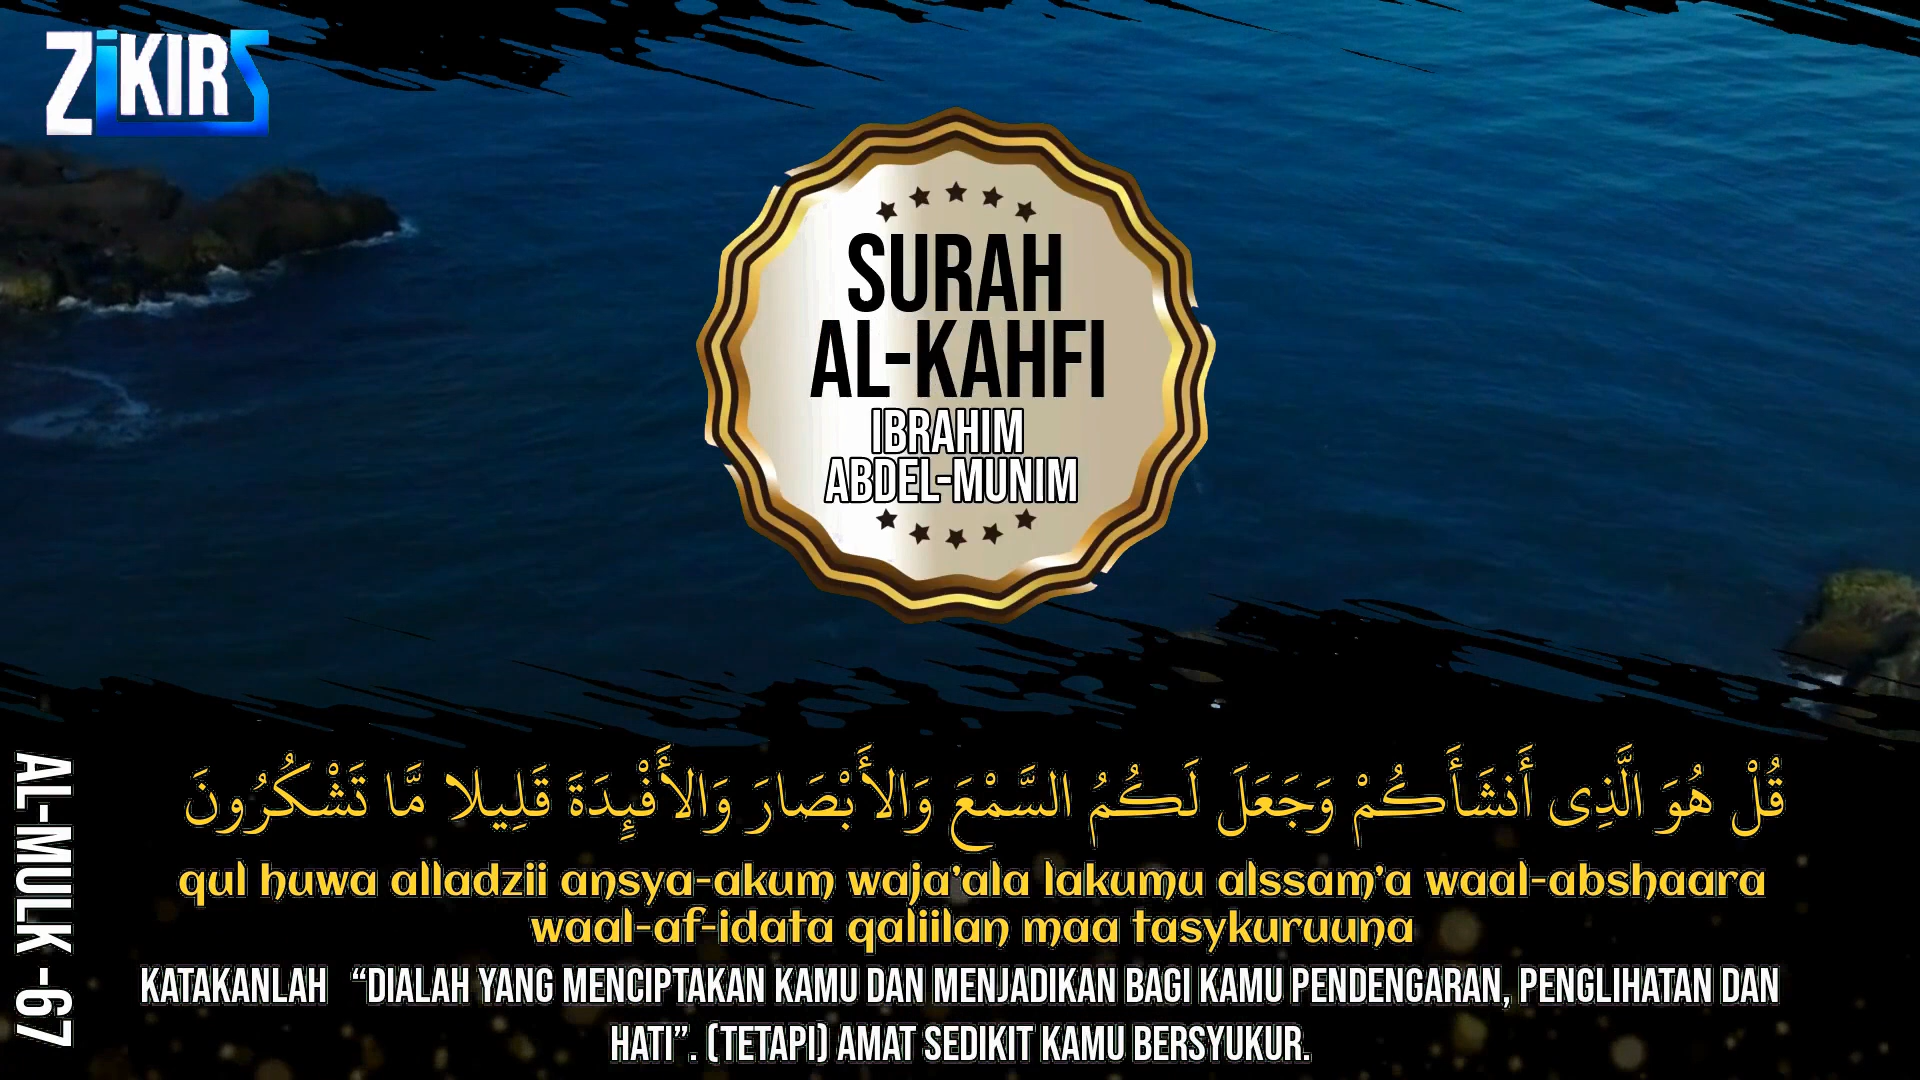 ZIKIRS
SURAH
AL-KAHFI
IBRAHIM
ABDEL-MUNIM
AL-MULK -67
قُلْ هُوَ الَّذِى أَنشَأَكُمْ وَجَعَلَ لَكُمُ السَّمْعَ وَالأَبْصَارَ وَالأَفْـِٕدَةَ قَلِيلا مَّا تَشْكُرُونَ
qul huwa alladzii ansya-akum waja'ala lakumu alssam'a waal-abshaara
waal-af-idata qaliilan maa tasykuruuna
KATAKANLAH “DIALAH YANG MENCIPTAKAN KAMU DAN MENJADIKAN BAGI KAMU PENDENGARAN, PENGLIHATAN DAN
HATI”. (TETAPI) AMAT SEDIKIT KAMU BERSYUKUR.